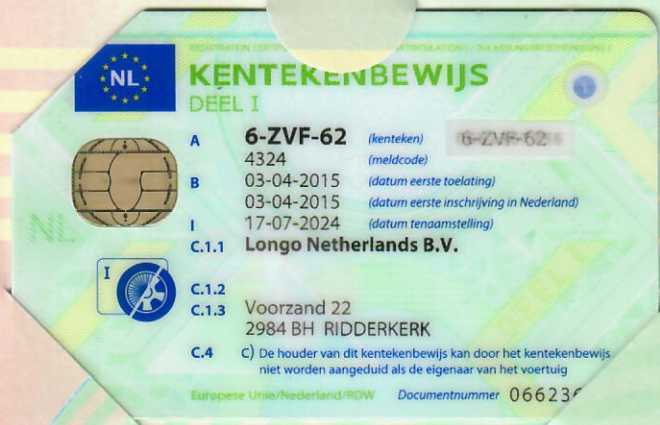 NL
KENTEKENBEWIJS
DEEL I
A 6-ZVF-62 (kenteken) 6-ZVF-62
4324 (meldcode)
B 03-04-2015 (datum eerste toelating)
03-04-2015 (datum eerste inschrijving in Nederland)
I 17-07-2024 (datum tenaamstelling)
C.1.1 Longo Netherlands B.V.
NL
I
C.1.2
C.1.3 Voorzand 22
2984 BH RIDDERKERK
C.4 C) De houder van dit kentekenbewijs kan door het kentekenbewijs
niet worden aangeduid als de eigenaar van het voertuig
Europese Unie/Nederland/RDW Documentnummer 066236